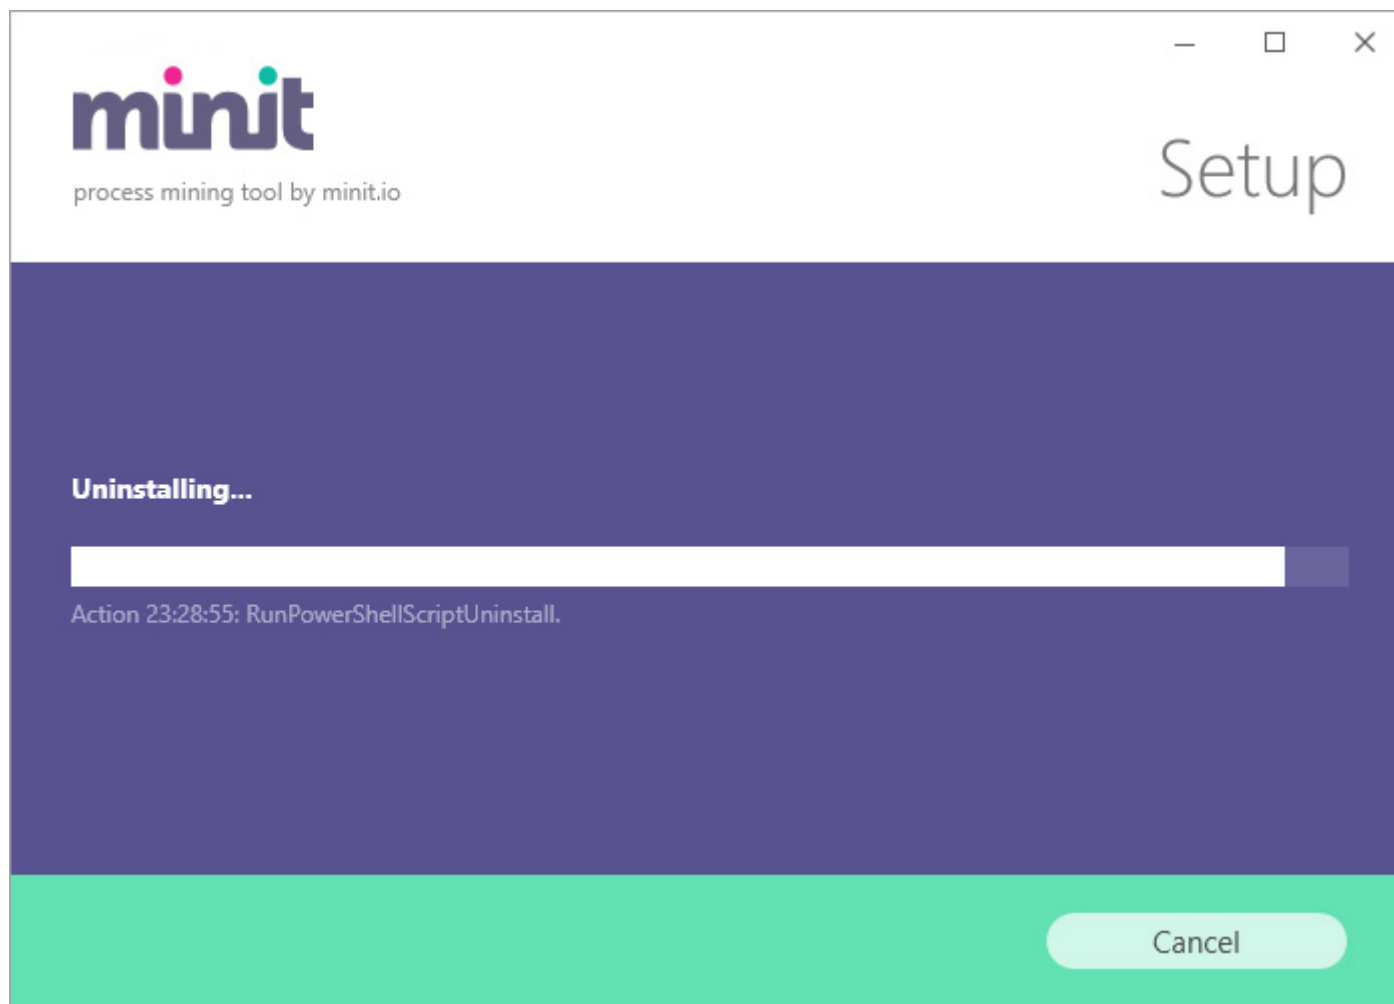 minit
process mining tool by minit.io
Setup
Uninstalling...
Action 23:28:55: RunPowerShellScriptUninstall.
Cancel